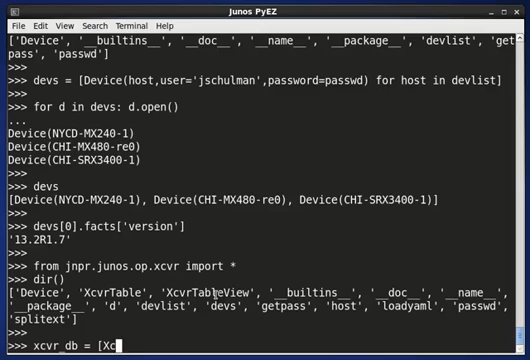 Junos PyEZ
File Edit View Search Terminal Help
['Device', '__builtins__', '__doc__', '__name__', '__package__', 'devlist', 'get
pass', 'passwd']
>>>
>>> devs = [Device(host,user='jschulman',password=passwd) for host in devlist]
>>>
>>> for d in devs: d.open()
...
Device(NYCD-MX240-1)
Device(CHI-MX480-re0)
Device(CHI-SRX3400-1)
>>>
>>> devs
[Device(NYCD-MX240-1), Device(CHI-MX480-re0), Device(CHI-SRX3400-1)]
>>>
>>> devs[0].facts['version']
'13.2R1.7'
>>>
>>> from jnpr.junos.op.xcvr import *
>>> dir()
['Device', 'XcvrTable', 'XcvrTableView', '__builtins__', '__doc__', '__name__',
'__package__', 'd', 'devlist', 'devs', 'getpass', 'host', 'loadyaml', 'passwd',
'splitext']
>>>
>>> xcvr_db = [Xc